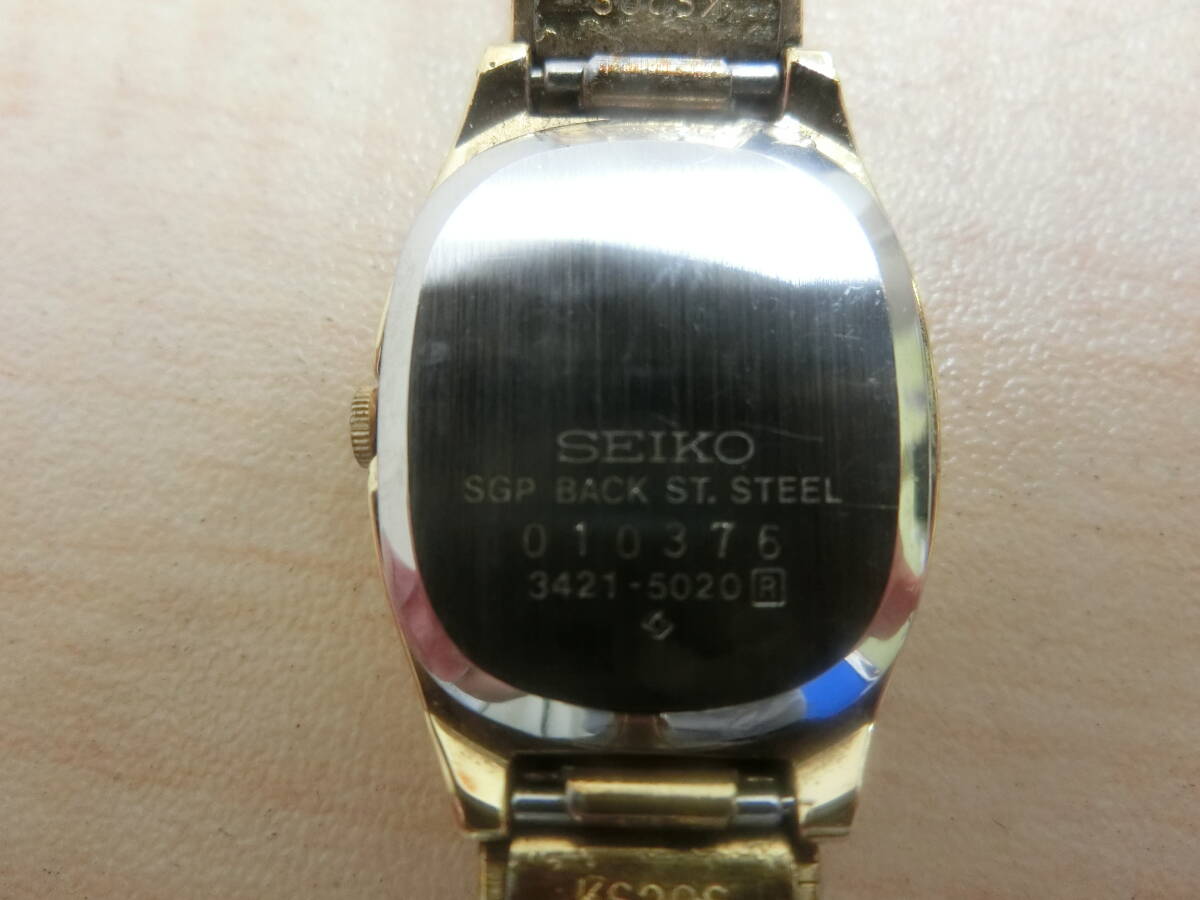 SEIKO
SGP BACK ST. STEEL
010376
3421-5020 R